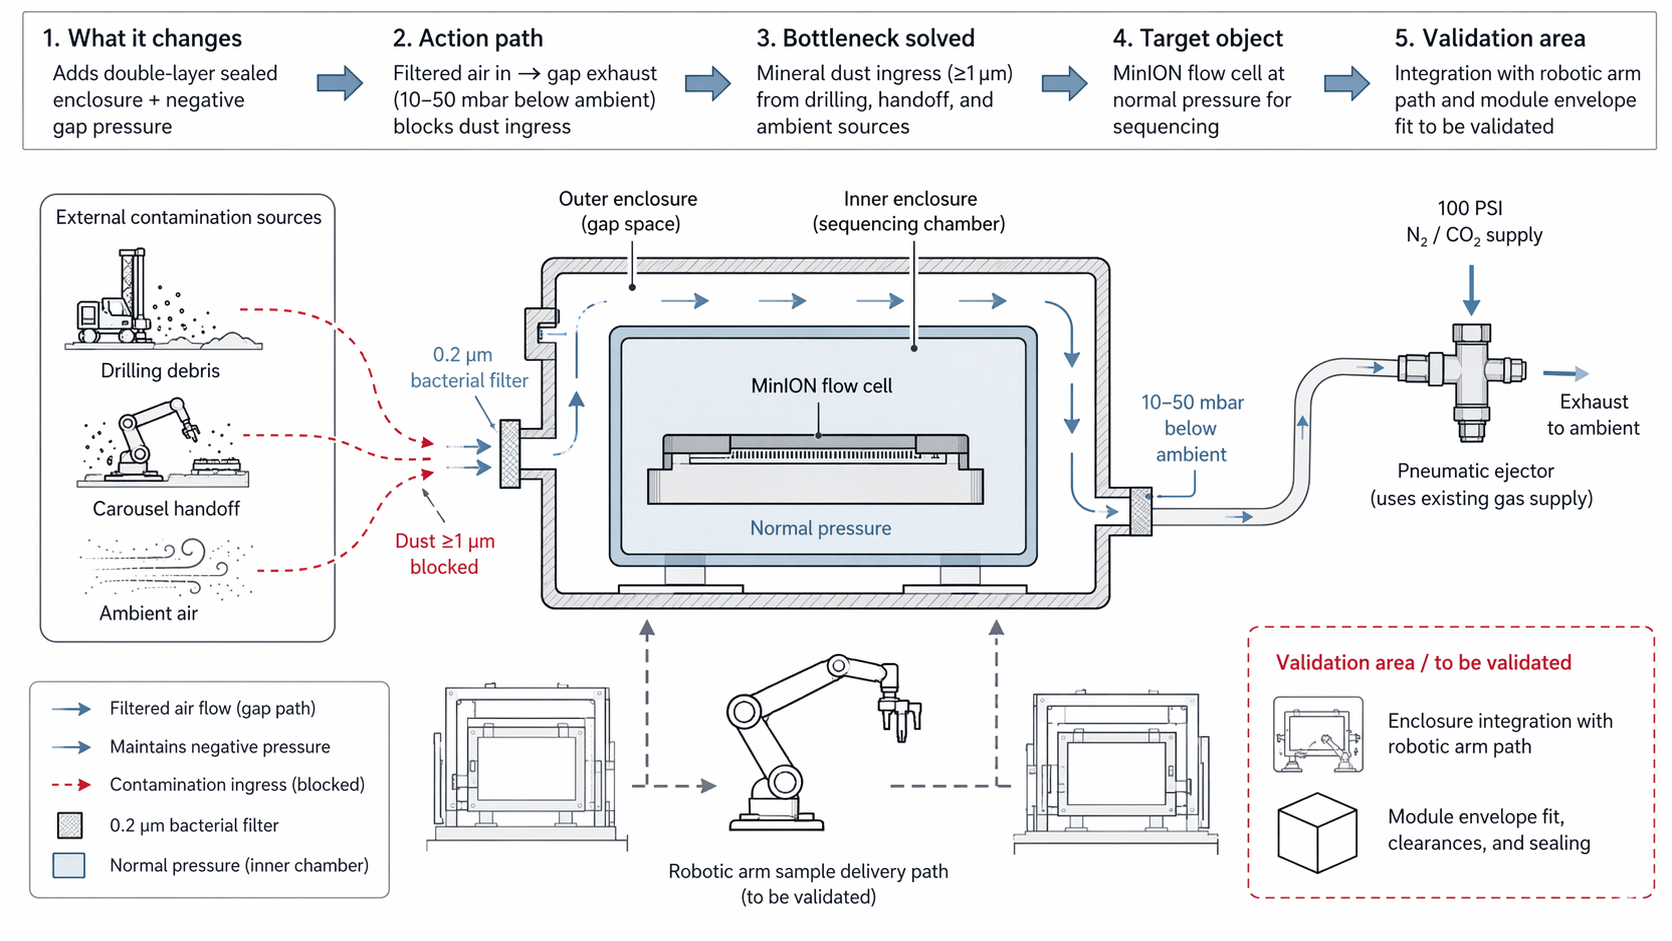 1. What it changes
Adds double-layer sealed
enclosure + negative
gap pressure
2. Action path
Filtered air in → gap exhaust
(10–50 mbar below ambient)
blocks dust ingress
3. Bottleneck solved
Mineral dust ingress (≥1 µm)
from drilling, handoff, and
ambient sources
4. Target object
MinION flow cell at
normal pressure for
sequencing
5. Validation area
Integration with robotic arm
path and module envelope
fit to be validated
External contamination sources
Drilling debris
Carousel handoff
Ambient air
0.2 µm
bacterial filter
Dust ≥1 µm
blocked
Outer enclosure
(gap space)
Inner enclosure
(sequencing chamber)
MinION flow cell
Normal pressure
10–50 mbar
below
ambient
100 PSI
N₂ / CO₂ supply
Exhaust
to ambient
Pneumatic ejector
(uses existing gas supply)
Filtered air flow (gap path)
Maintains negative pressure
Contamination ingress (blocked)
0.2 µm bacterial filter
Normal pressure (inner chamber)
Robotic arm sample delivery path
(to be validated)
Validation area / to be validated
Enclosure integration with
robotic arm path
Module envelope fit,
clearances, and sealing